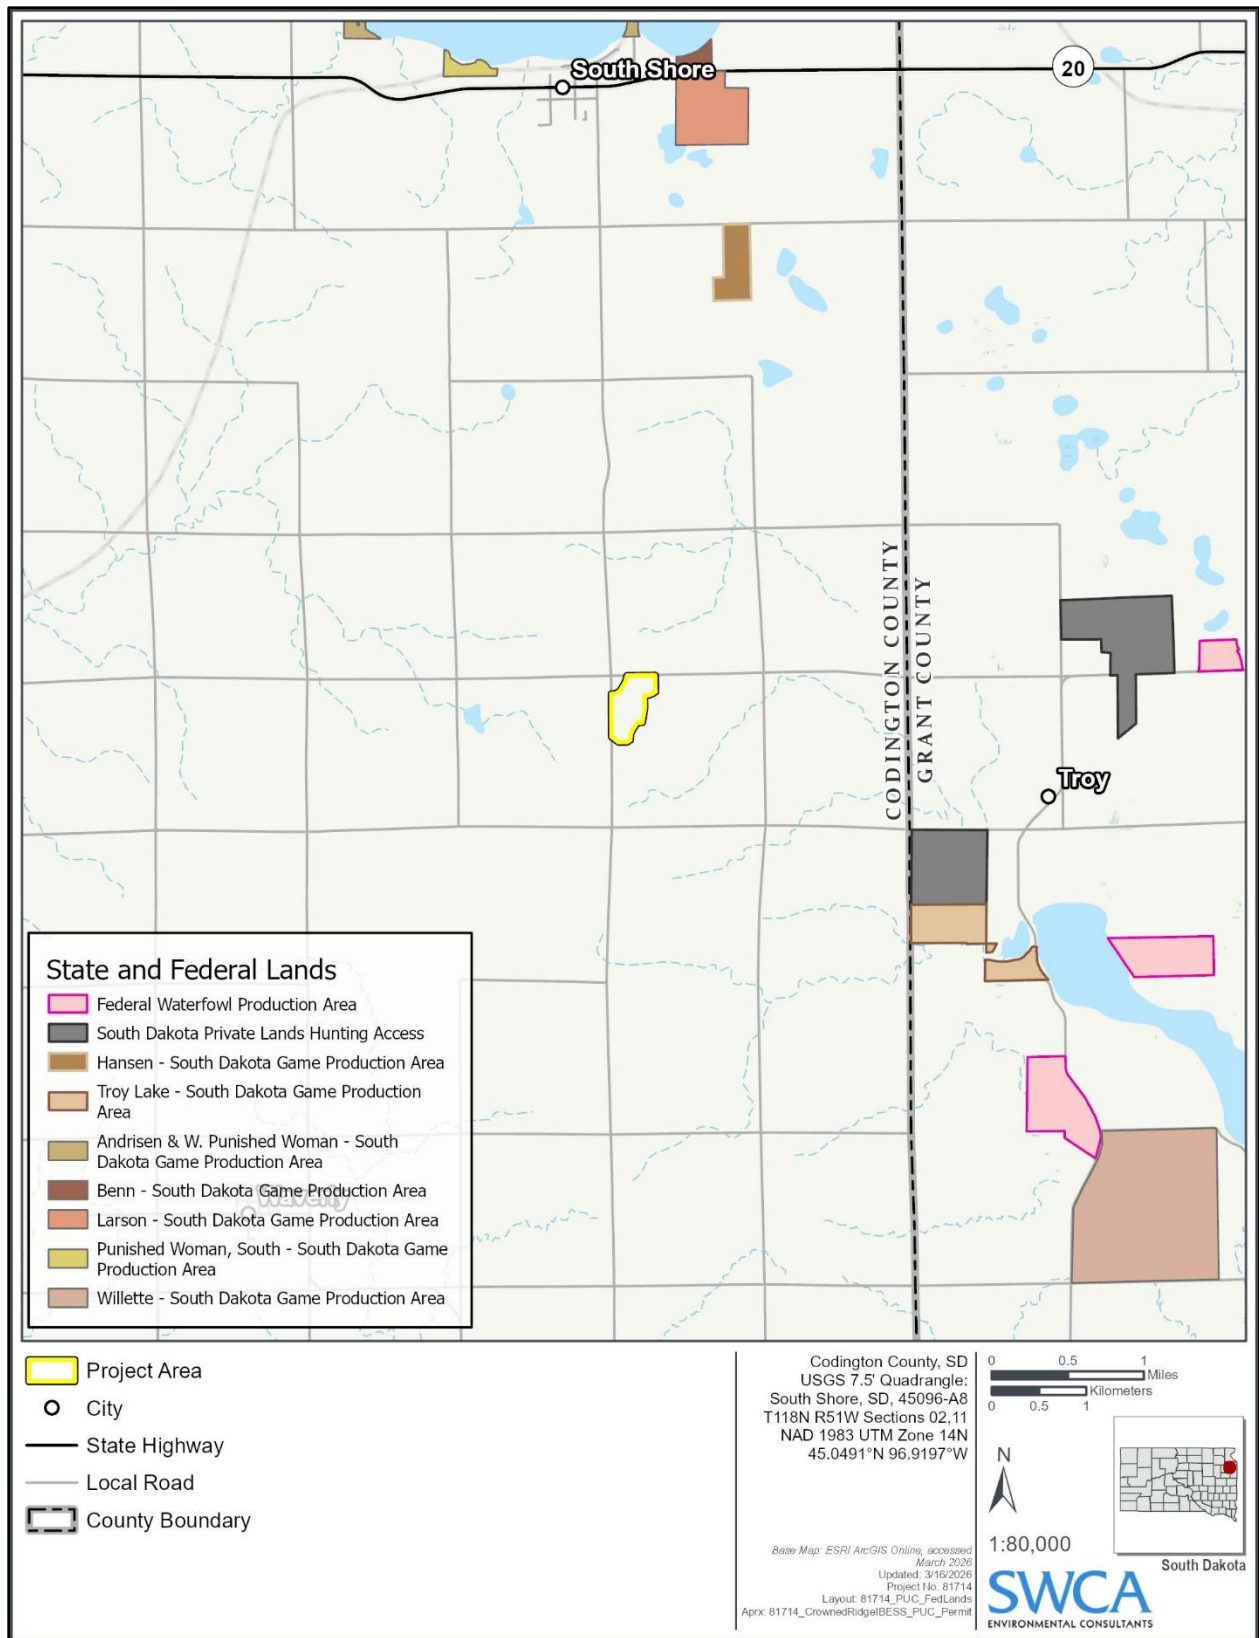 South Shore
20
CODINGTON COUNTY
GRANT COUNTY
Troy
State and Federal Lands
Federal Waterfowl Production Area
South Dakota Private Lands Hunting Access
Hansen - South Dakota Game Production Area
Troy Lake - South Dakota Game Production
Area
Andrisen & W. Punished Woman - South
Dakota Game Production Area
Benn - South Dakota Game Production Area
Waverly
Larson - South Dakota Game Production Area
Punished Woman, South - South Dakota Game
Production Area
Willette - South Dakota Game Production Area
Project Area
City
State Highway
Local Road
County Boundary
Codington County, SD
USGS 7.5' Quadrangle:
South Shore, SD, 45096-A8
T118N R51W Sections 02,11
NAD 1983 UTM Zone 14N
45.0491°N 96.9197°W
Base Map: ESRI ArcGIS Online, accessed
March 2026
Updated: 3/16/2026
Project No. 81714
Layout: 81714_PUC_FedLands
Aprx: 81714_CrownedRidgeIBESS_PUC_Permit
0 0.5 1
Miles
Kilometers
0 0.5 1
N
1:80,000
South Dakota
SWCA
ENVIRONMENTAL CONSULTANTS